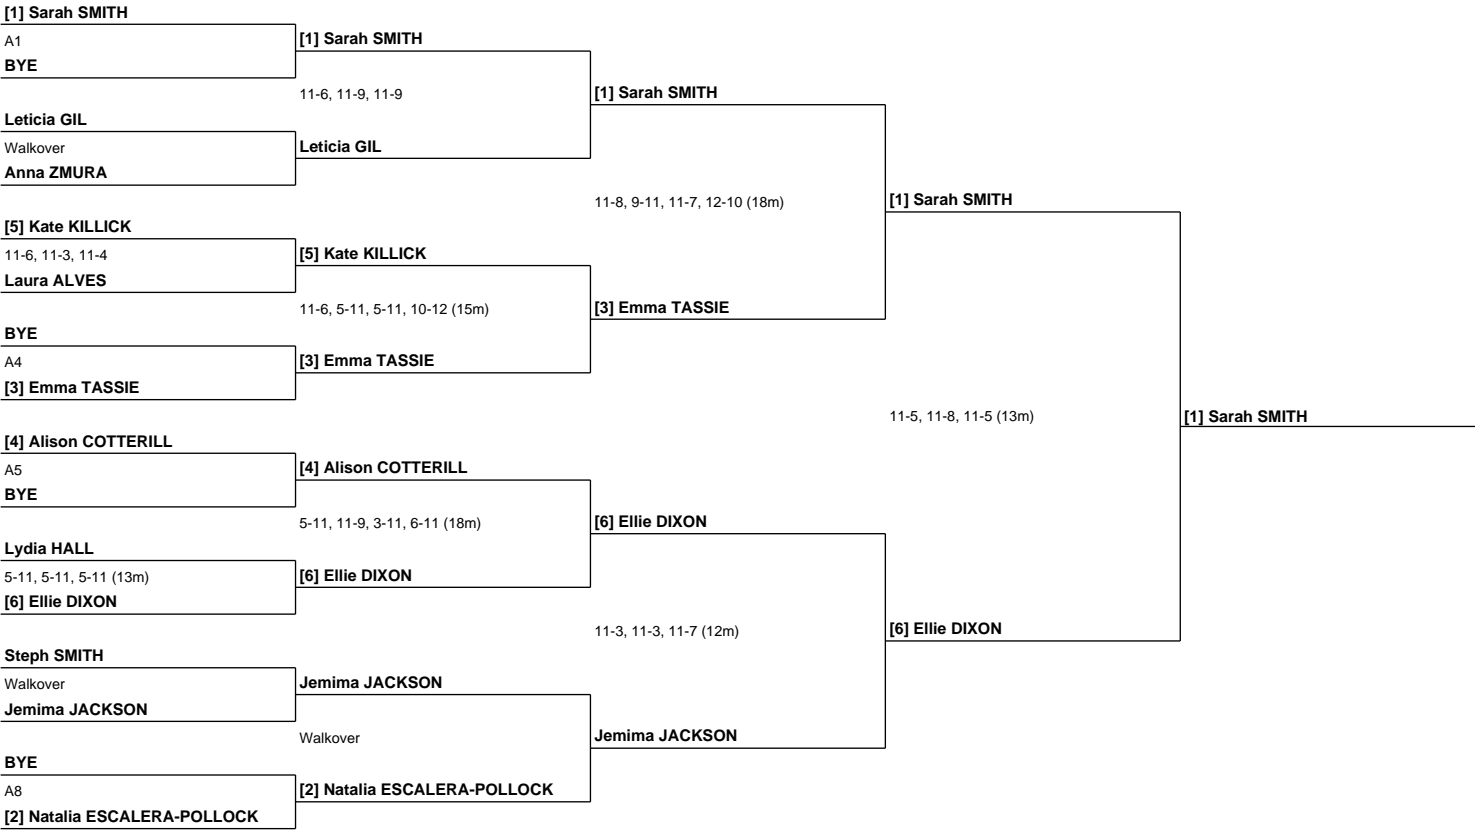 [1] Sarah SMITH
A1
BYE
Leticia GIL
Walkover
Anna ZMURA
[5] Kate KILLICK
11-6, 11-3, 11-4
Laura ALVES
BYE
A4
[3] Emma TASSIE
[4] Alison COTTERILL
A5
BYE
Lydia HALL
5-11, 5-11, 5-11 (13m)
[6] Ellie DIXON
Steph SMITH
Walkover
Jemima JACKSON
BYE
A8
[2] Natalia ESCALERA-POLLOCK
[1] Sarah SMITH
11-6, 11-9, 11-9
Leticia GIL
[5] Kate KILLICK
11-6, 5-11, 5-11, 10-12 (15m)
[3] Emma TASSIE
[4] Alison COTTERILL
5-11, 11-9, 3-11, 6-11 (18m)
[6] Ellie DIXON
Jemima JACKSON
Walkover
[2] Natalia ESCALERA-POLLOCK
[1] Sarah SMITH
11-8, 9-11, 11-7, 12-10 (18m)
[3] Emma TASSIE
[6] Ellie DIXON
11-3, 11-3, 11-7 (12m)
Jemima JACKSON
[1] Sarah SMITH
11-5, 11-8, 11-5 (13m)
[6] Ellie DIXON
[1] Sarah SMITH